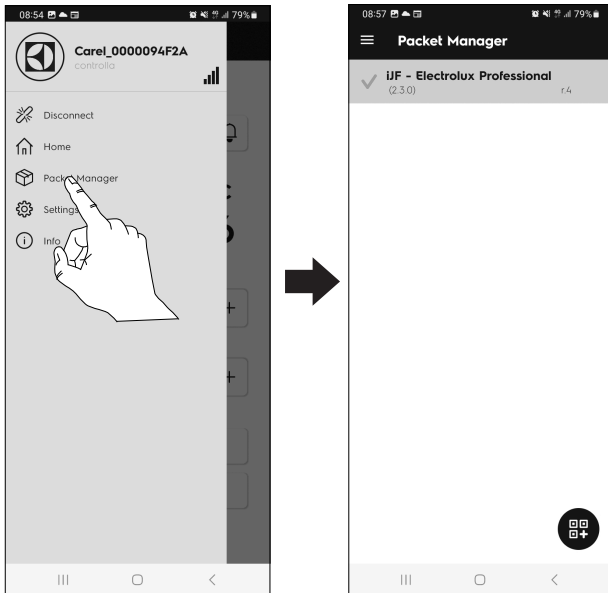 08:54 79%
Carel_0000094F2A
controlla
Disconnect
Home
Packet Manager
Settings
Info
08:57 79%
Packet Manager
iJF - Electrolux Professional
(2.3.0) r.4